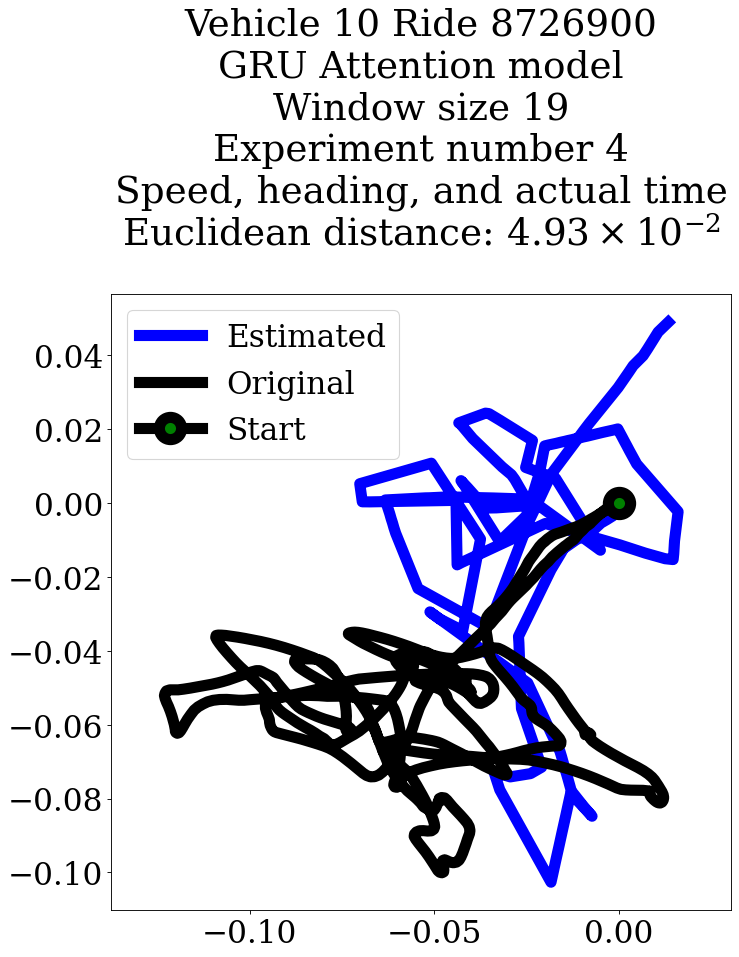 Vehicle 10 Ride 8726900
GRU Attention model
Window size 19
Experiment number 4
Speed, heading, and actual time
Euclidean distance: 4.93 × 10⁻²
Estimated
Original
Start
0.04
0.02
0.00
−0.02
−0.04
−0.06
−0.08
−0.10
−0.10 −0.05 0.00